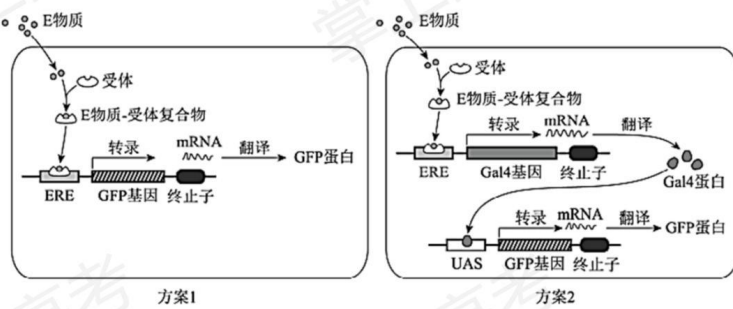 E物质
受体
E物质-受体复合物
转录
mRNA
翻译
GFP蛋白
ERE
GFP基因
终止子
方案1
E物质
受体
E物质-受体复合物
转录
mRNA
翻译
ERE
Gal4基因
终止子
Gal4蛋白
转录
mRNA
翻译
GFP蛋白
UAS
GFP基因
终止子
方案2